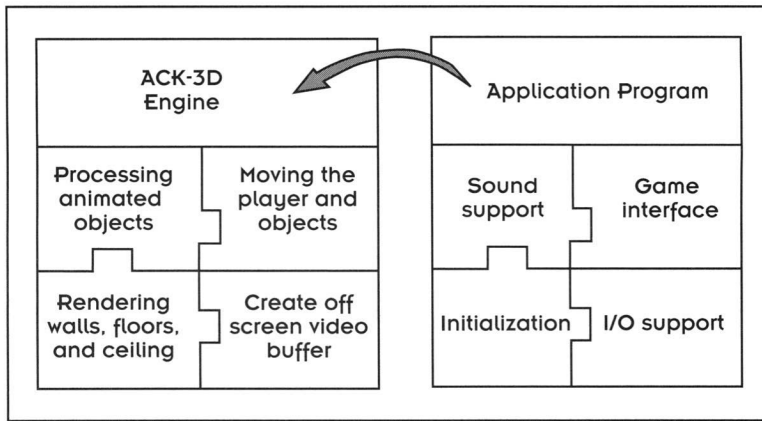 ACK-3D
Engine
Processing
animated
objects
Moving the
player and
objects
Rendering
walls, floors,
and ceiling
Create off
screen video
buffer
Application Program
Sound
support
Game
interface
Initialization
I/O support